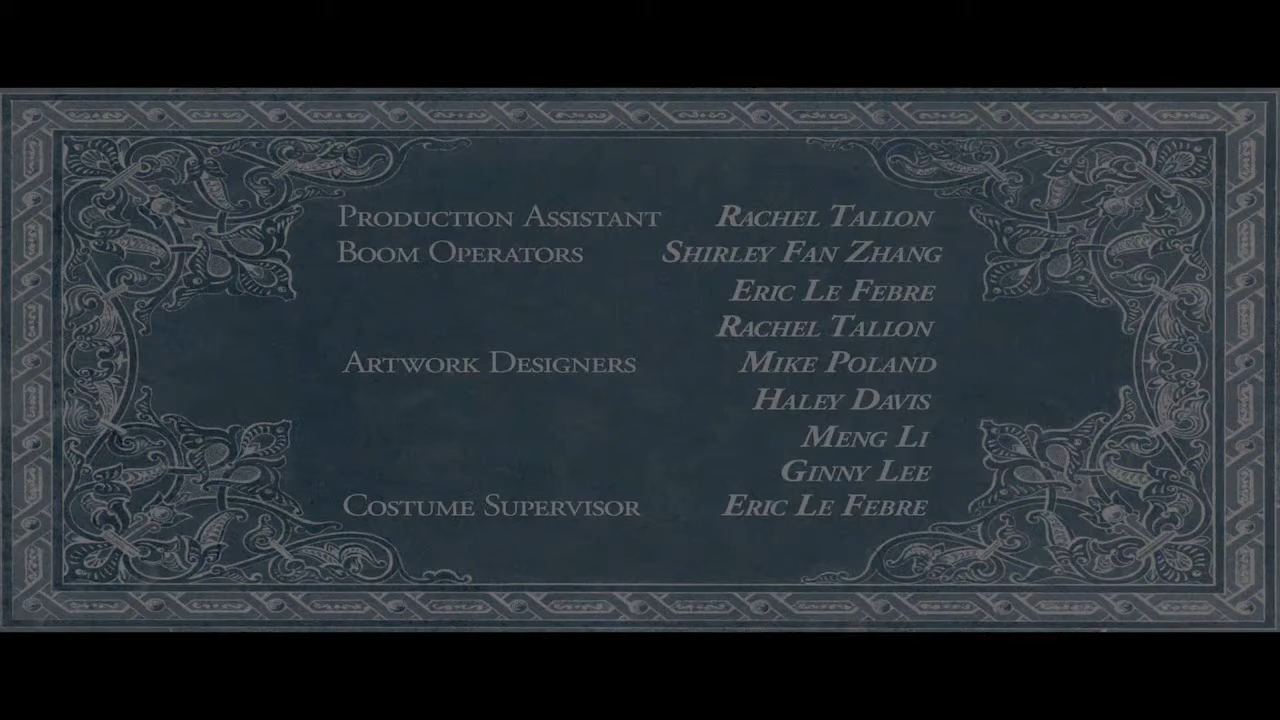 Production Assistant Rachel Tallon
Boom Operators Shirley Fan Zhang
Eric Le Febre
Rachel Tallon
Artwork Designers Mike Poland
Haley Davis
Meng Li
Ginny Lee
Costume Supervisor Eric Le Febre